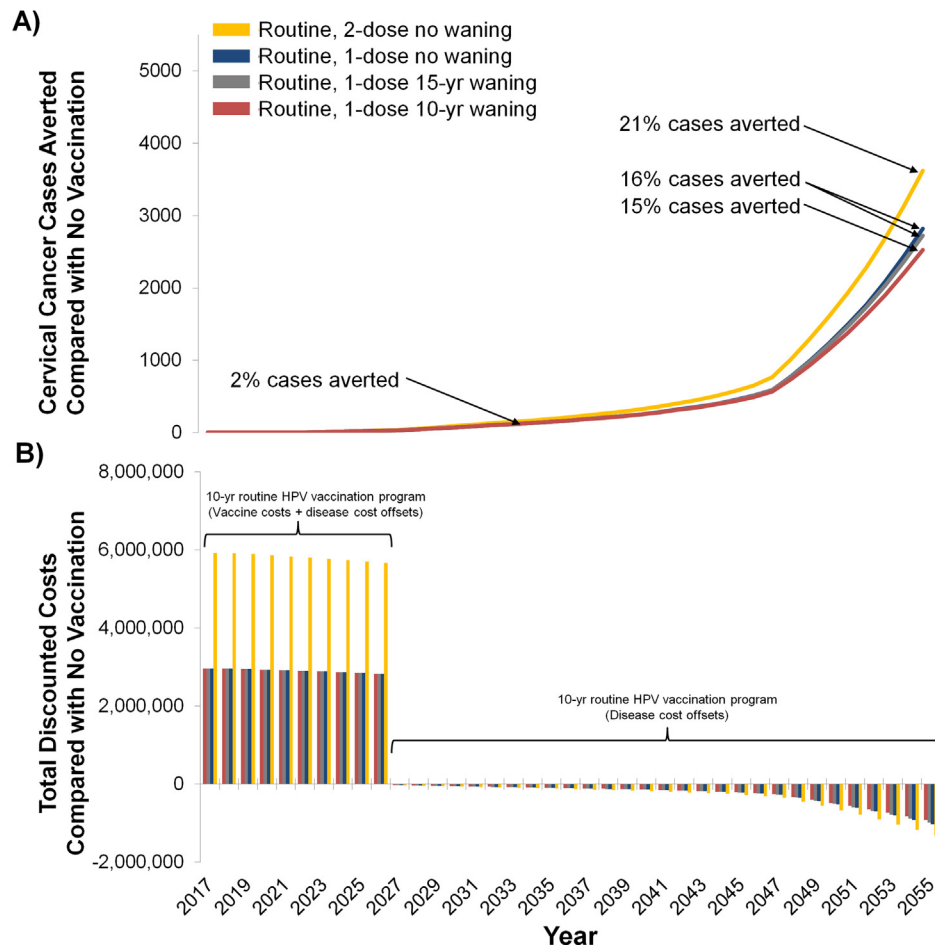 A)
Routine, 2-dose no waning
Routine, 1-dose no waning
Routine, 1-dose 15-yr waning
Routine, 1-dose 10-yr waning
Cervical Cancer Cases Averted
Compared with No Vaccination
5000
4000
3000
2000
1000
0
21% cases averted
16% cases averted
15% cases averted
2% cases averted
B)
Total Discounted Costs
Compared with No Vaccination
8,000,000
6,000,000
4,000,000
2,000,000
0
-2,000,000
10-yr routine HPV vaccination program
(Vaccine costs + disease cost offsets)
10-yr routine HPV vaccination program
(Disease cost offsets)
2017
2019
2021
2023
2025
2027
2029
2031
2033
2035
2037
2039
2041
2043
2045
2047
2049
2051
2053
2055
Year